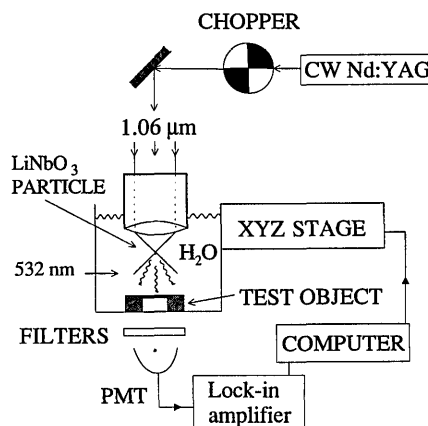 CHOPPER
CW Nd:YAG
1.06 µm
LiNbO3
PARTICLE
H2O
XYZ STAGE
532 nm
TEST OBJECT
FILTERS
COMPUTER
PMT
Lock-in
amplifier